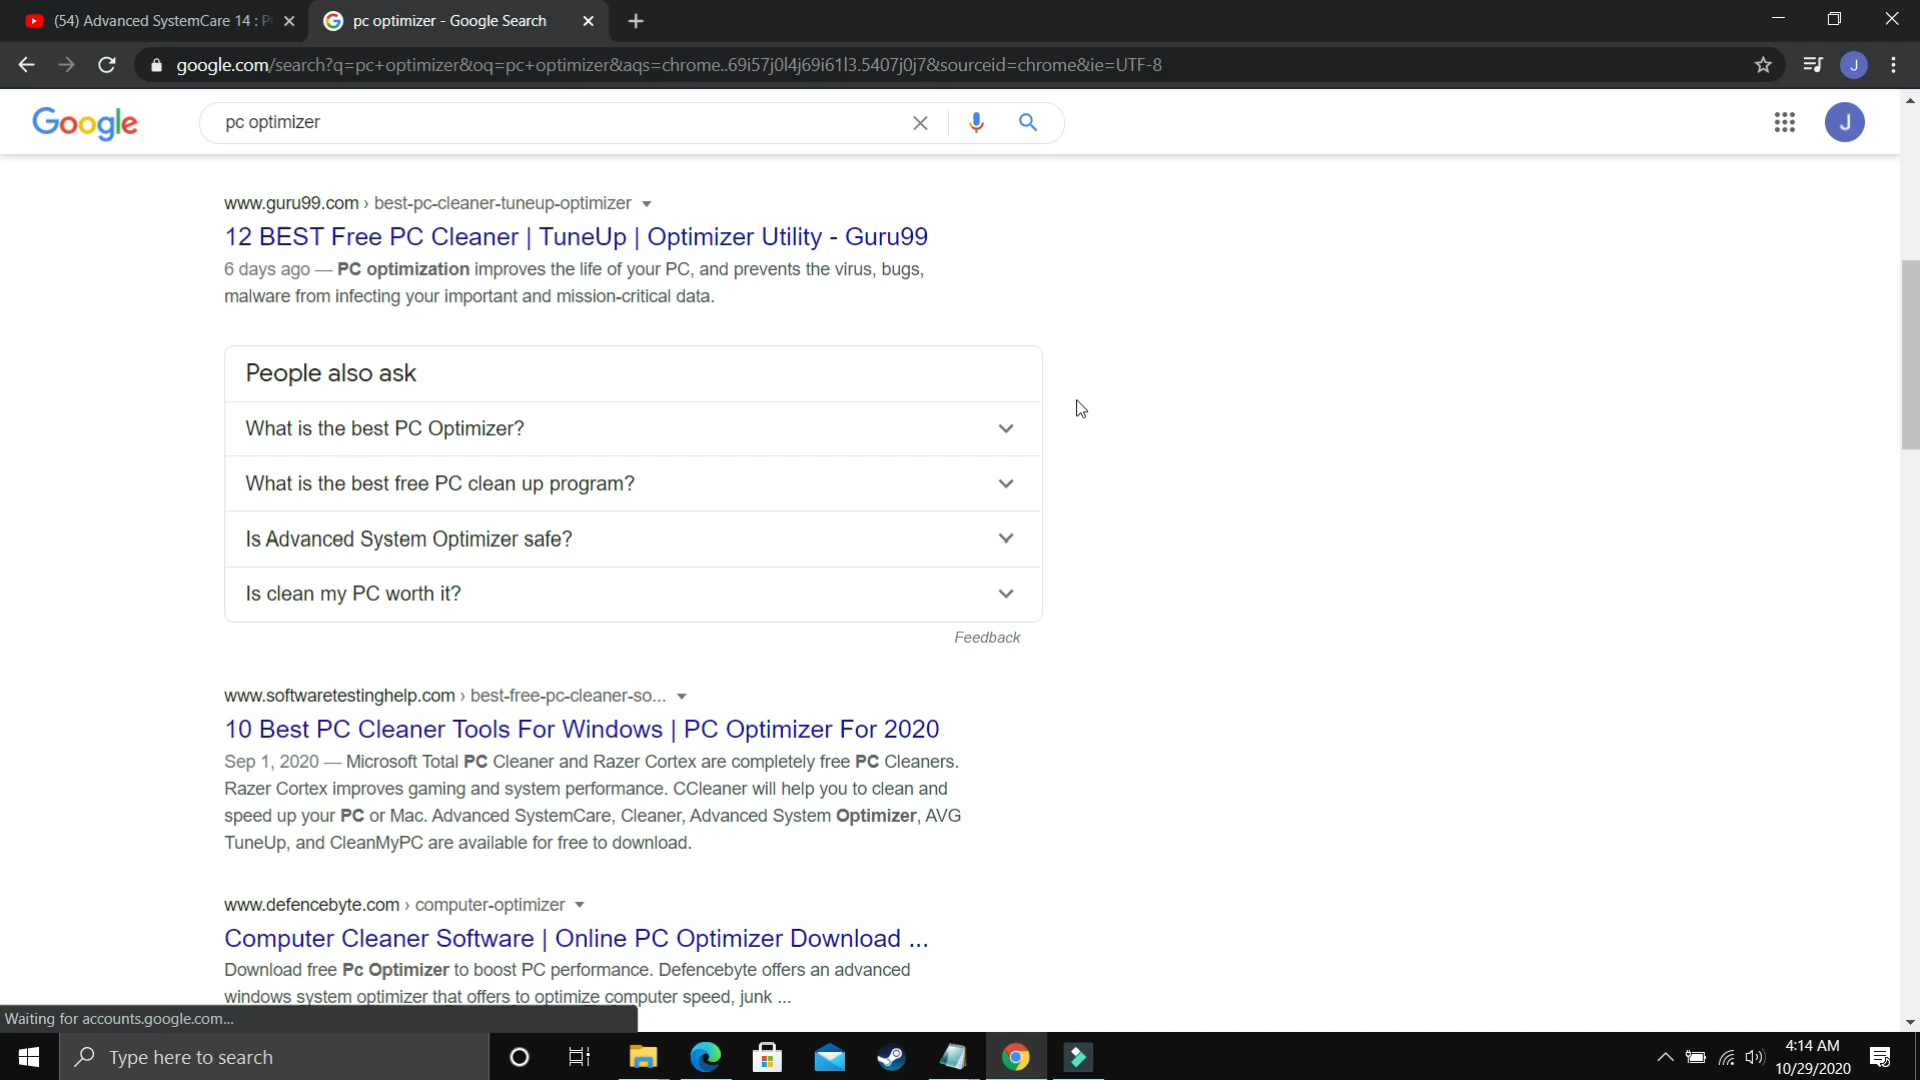 (54) Advanced SystemCare 14 : P
pc optimizer - Google Search
google.com/search?q=pc+optimizer&oq=pc+optimizer&aqs=chrome..69i57j0l4j69i61l3.5407j0j7&sourceid=chrome&ie=UTF-8
J
Google
pc optimizer
J
www.guru99.com › best-pc-cleaner-tuneup-optimizer
12 BEST Free PC Cleaner | TuneUp | Optimizer Utility - Guru99
6 days ago — PC optimization improves the life of your PC, and prevents the virus, bugs,
malware from infecting your important and mission-critical data.
People also ask
What is the best PC Optimizer?
What is the best free PC clean up program?
Is Advanced System Optimizer safe?
Is clean my PC worth it?
Feedback
www.softwaretestinghelp.com › best-free-pc-cleaner-so...
10 Best PC Cleaner Tools For Windows | PC Optimizer For 2020
Sep 1, 2020 — Microsoft Total PC Cleaner and Razer Cortex are completely free PC Cleaners.
Razer Cortex improves gaming and system performance. CCleaner will help you to clean and
speed up your PC or Mac. Advanced SystemCare, Cleaner, Advanced System Optimizer, AVG
TuneUp, and CleanMyPC are available for free to download.
www.defencebyte.com › computer-optimizer
Computer Cleaner Software | Online PC Optimizer Download ...
Download free Pc Optimizer to boost PC performance. Defencebyte offers an advanced
windows system optimizer that offers to optimize computer speed, junk ...
Waiting for accounts.google.com...
Type here to search
4:14 AM
10/29/2020